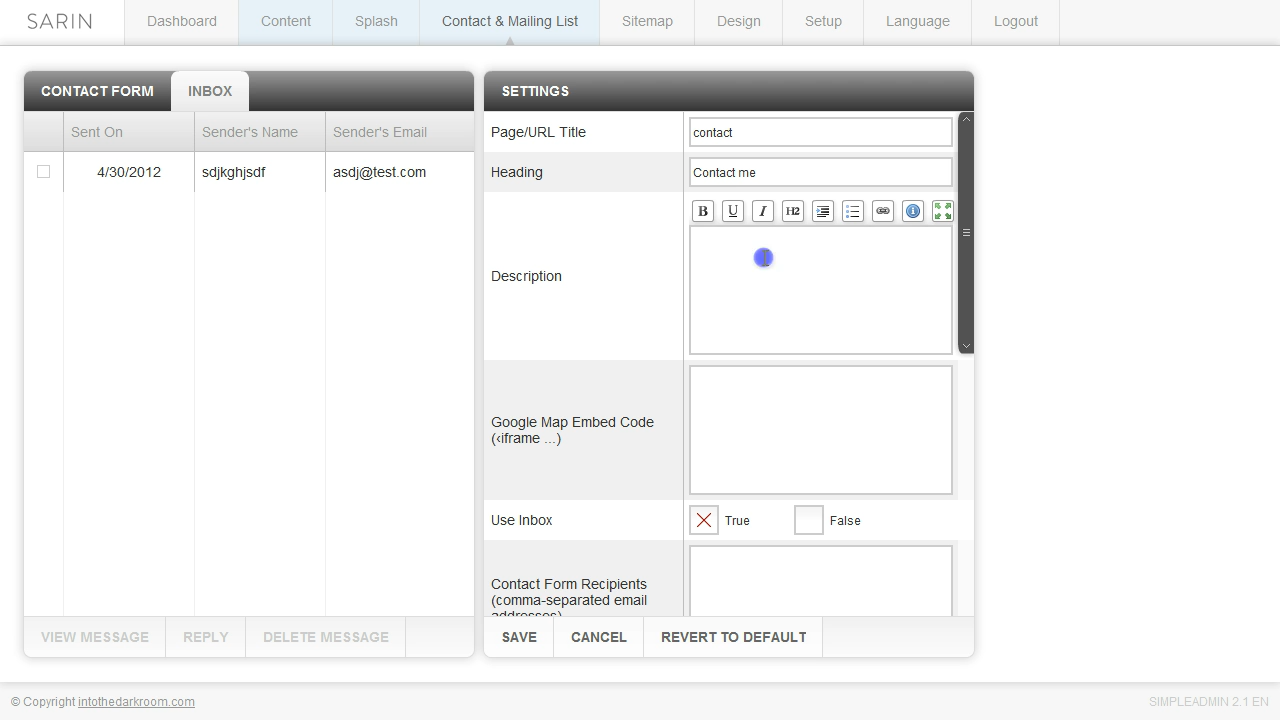 SARIN
Dashboard
Content
Splash
Contact & Mailing List
Sitemap
Design
Setup
Language
Logout
CONTACT FORM
INBOX
Sent On
Sender's Name
Sender's Email
4/30/2012
sdjkghjsdf
asdj@test.com
VIEW MESSAGE
REPLY
DELETE MESSAGE
SETTINGS
Page/URL Title
contact
Heading
Contact me
B
U
I
H2
Description
Google Map Embed Code
(‹iframe ...)
Use Inbox
True
False
Contact Form Recipients
(comma-separated email
addresses)
SAVE
CANCEL
REVERT TO DEFAULT
© Copyright intothedarkroom.com
SIMPLEADMIN 2.1 EN